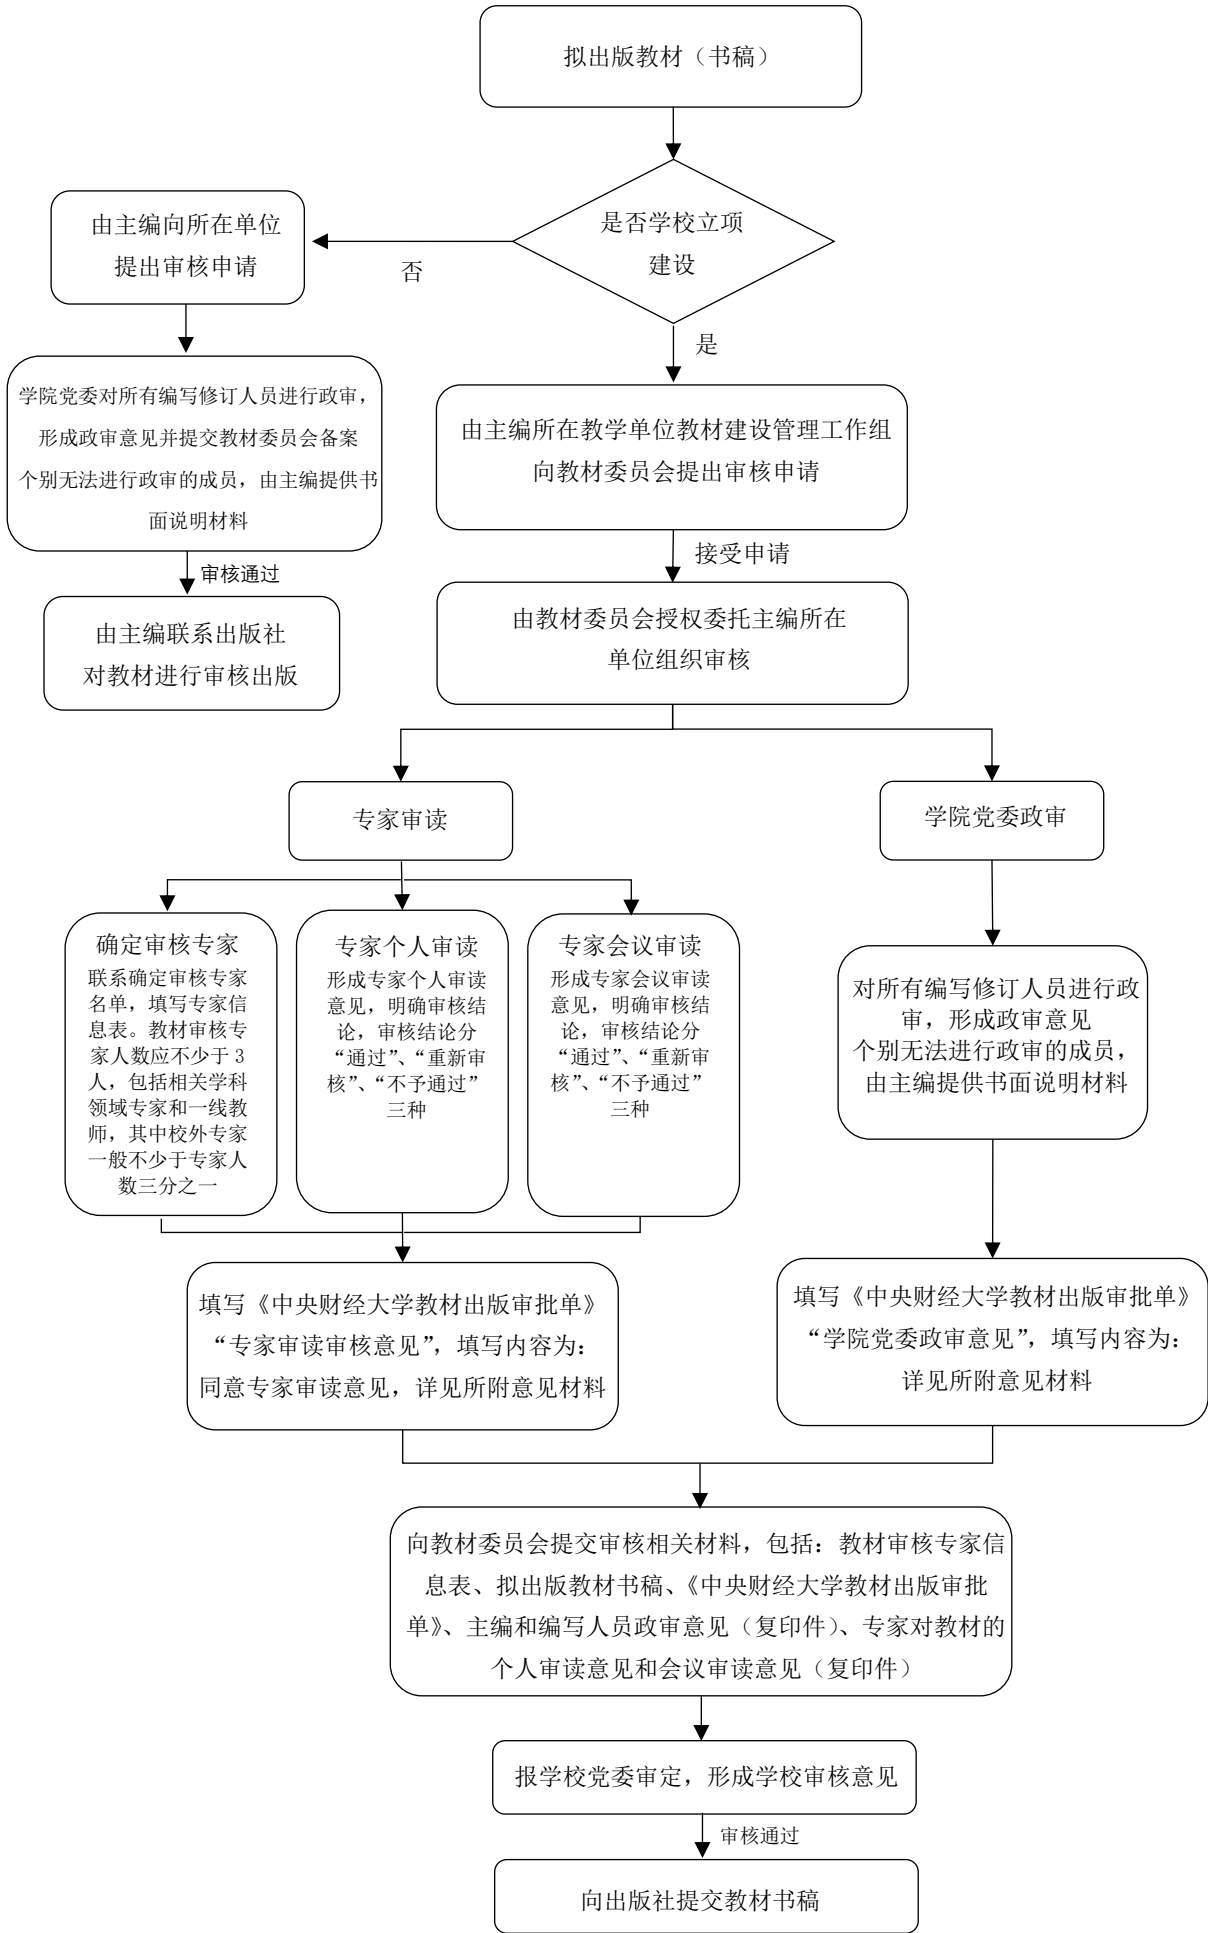 拟出版教材（书稿）
是否学校立项
建设
否
是
由主编向所在单位
提出审核申请
学院党委对所有编写修订人员进行政审，
形成政审意见并提交教材委员会备案
个别无法进行政审的成员，由主编提供书
面说明材料
审核通过
由主编联系出版社
对教材进行审核出版
由主编所在教学单位教材建设管理工作组
向教材委员会提出审核申请
接受申请
由教材委员会授权委托主编所在
单位组织审核
专家审读
学院党委政审
确定审核专家
联系确定审核专家
名单，填写专家信
息表。教材审核专
家人数应不少于 3
人，包括相关学科
领域专家和一线教
师，其中校外专家
一般不少于专家人
数三分之一
专家个人审读
形成专家个人审读
意见，明确审核结
论，审核结论分
“通过”、“重新审
核”、“不予通过”
三种
专家会议审读
形成专家会议审读
意见，明确审核结
论，审核结论分
“通过”、“重新审
核”、“不予通过”
三种
对所有编写修订人员进行政
审，形成政审意见
个别无法进行政审的成员，
由主编提供书面说明材料
填写《中央财经大学教材出版审批单》
“专家审读审核意见”，填写内容为：
同意专家审读意见，详见所附意见材料
填写《中央财经大学教材出版审批单》
“学院党委政审意见”，填写内容为：
详见所附意见材料
向教材委员会提交审核相关材料，包括：教材审核专家信
息表、拟出版教材书稿、《中央财经大学教材出版审批
单》、主编和编写人员政审意见（复印件）、专家对教材的
个人审读意见和会议审读意见（复印件）
报学校党委审定，形成学校审核意见
审核通过
向出版社提交教材书稿